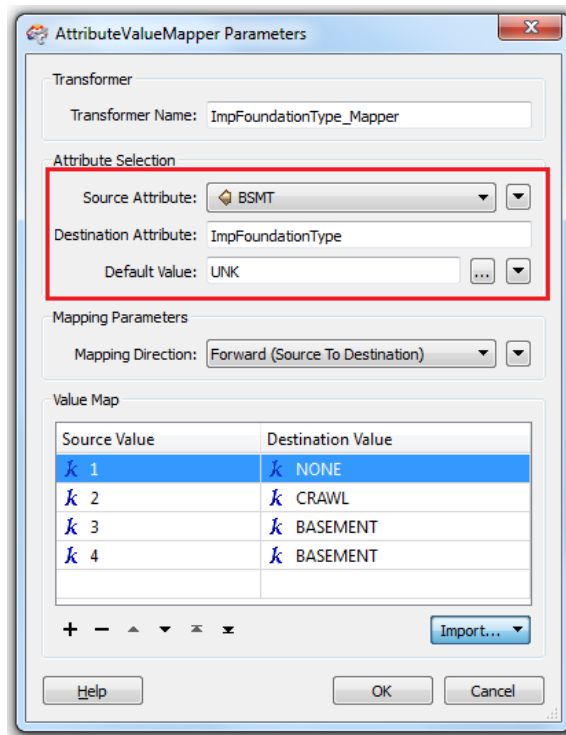 AttributeValueMapper Parameters
Transformer
Transformer Name: ImpFoundationType_Mapper
Attribute Selection
Source Attribute: BSMT
Destination Attribute: ImpFoundationType
Default Value: UNK ...
Mapping Parameters
Mapping Direction: Forward (Source To Destination)
Value Map
Source Value Destination Value
k 1 k NONE
k 2 k CRAWL
k 3 k BASEMENT
k 4 k BASEMENT
Import...
Help OK Cancel